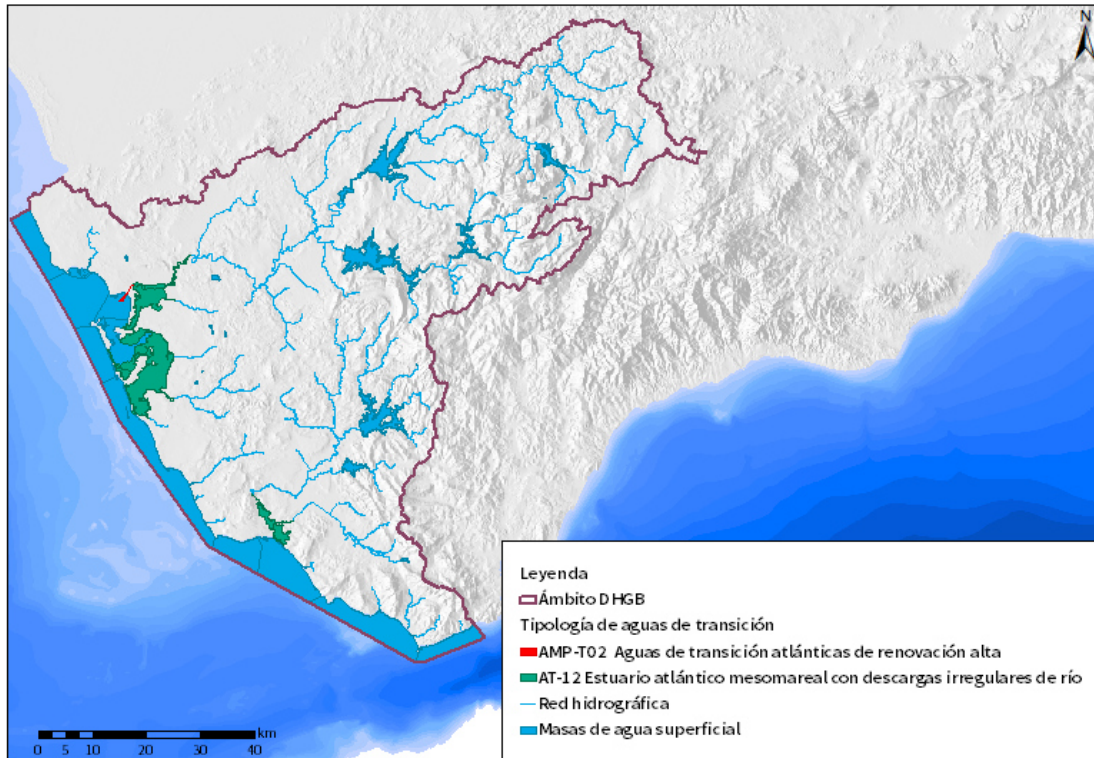 N
Leyenda
Ámbito DHGB
Tipología de aguas de transición
AMP-T02 Aguas de transición atlánticas de renovación alta
AT-12 Estuario atlántico mesomareal con descargas irregulares de río
Red hidrográfica
Masas de agua superficial
km
0 5 10 20 30 40